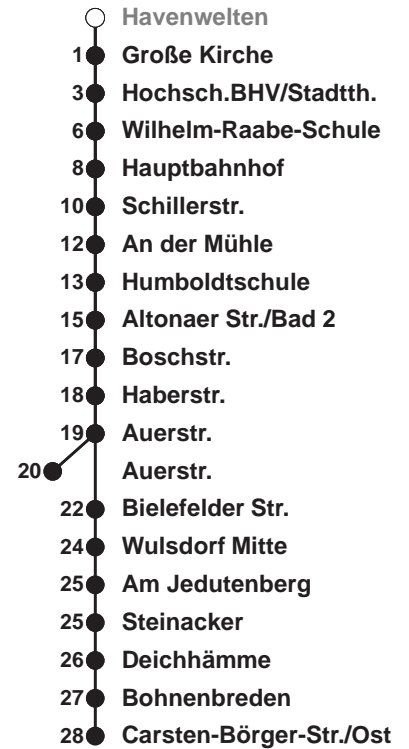 Havenwelten
1 Große Kirche
3 Hochsch.BHV/Stadtth.
6 Wilhelm-Raabe-Schule
8 Hauptbahnhof
10 Schillerstr.
12 An der Mühle
13 Humboldtschule
15 Altonaer Str./Bad 2
17 Boschstr.
18 Haberstr.
19 Auerstr.
20 Auerstr.
22 Bielefelder Str.
24 Wulsdorf Mitte
25 Am Jedutenberg
25 Steinacker
26 Deichhämme
27 Bohnenbreden
28 Carsten-Börger-Str./Ost